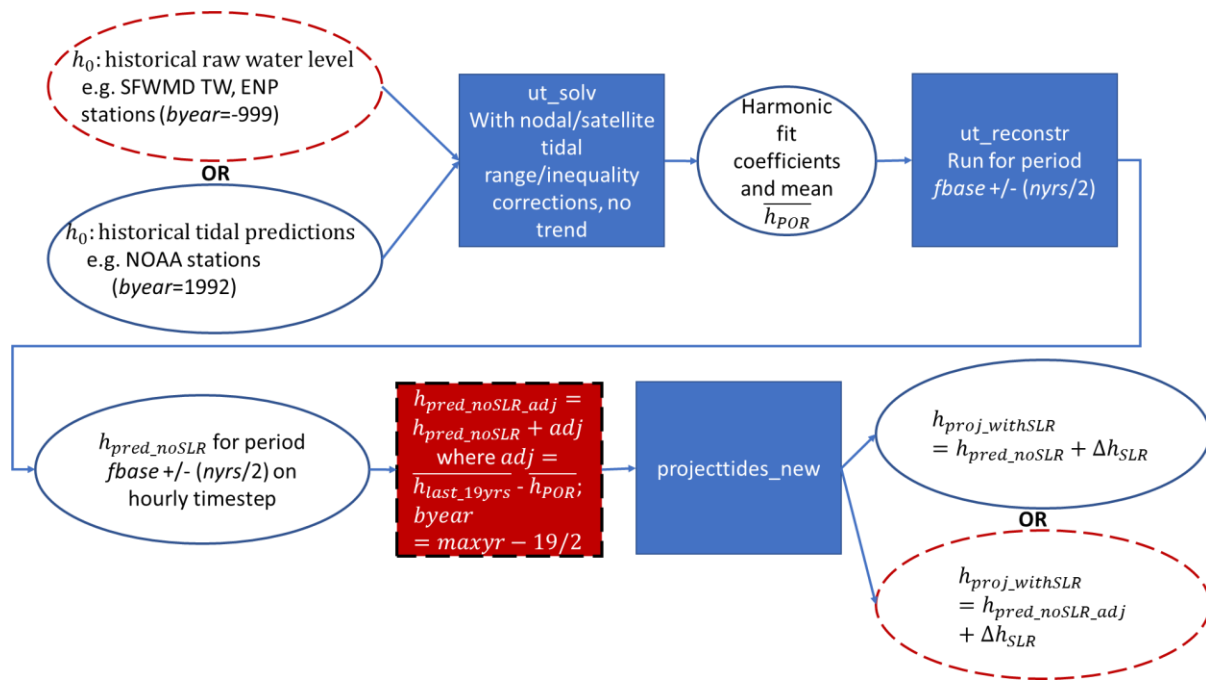 h₀: historical raw water level
e.g. SFWMD TW, ENP
stations (byear=-999)
OR
h₀: historical tidal predictions
e.g. NOAA stations
(byear=1992)
ut_solv
With nodal/satellite
tidal
range/inequality
corrections, no
trend
Harmonic
fit
coefficients
and mean
h̅_POR
ut_reconstr
Run for period
fbase +/- (nyrs/2)
h_pred_noSLR for period
fbase +/- (nyrs/2) on
hourly timestep
h_pred_noSLR_adj =
h_pred_noSLR + adj
where adj =
h̅_last_19yrs - h̅_POR;
byear
= maxyr − 19/2
projecttides_new
h_proj_withSLR
= h_pred_noSLR + Δh_SLR
OR
h_proj_withSLR
= h_pred_noSLR_adj
+ Δh_SLR